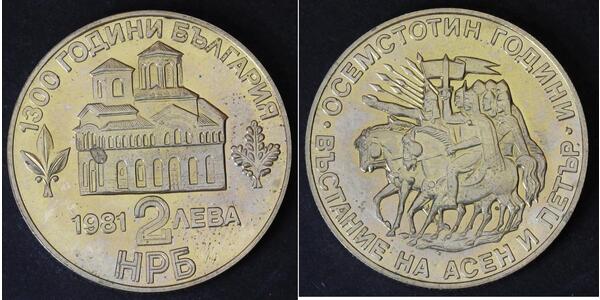 1300 ГОДИНИ БЪЛГАРИЯ
1981 2 ЛЕВА
НРБ
ОСЕМСТОТИН ГОДИНИ ·
ВЪСТАНИЕ НА АСЕН И ПЕТЪР ·